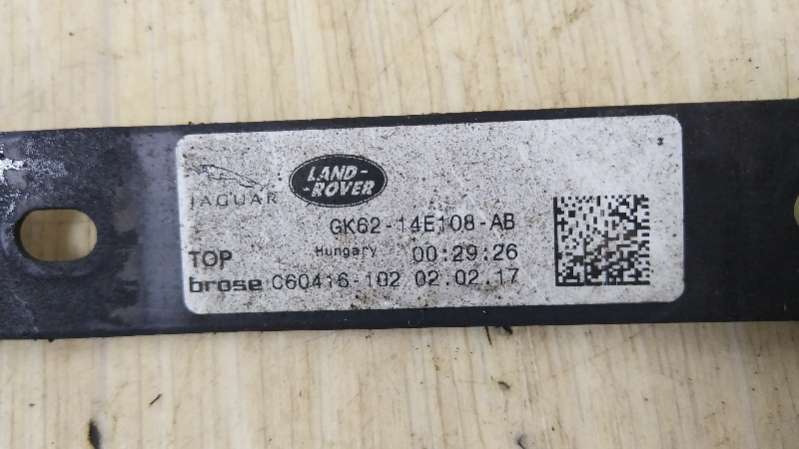 JAGUAR
LAND-
-ROVER
GK62-14E108-AB
TOP Hungary 00:29:26
brose C60416-102 02.02.17